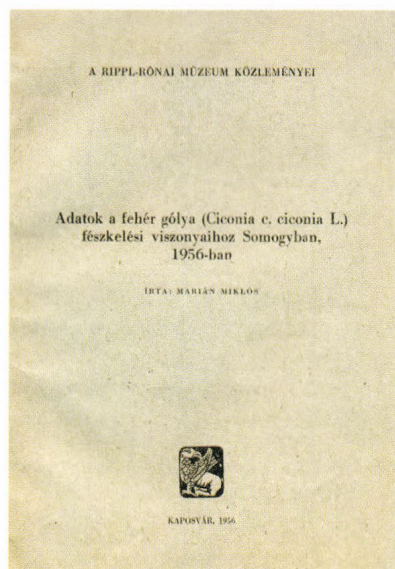 A RIPPL-RÓNAI MÚZEUM KÖZLEMÉNYEI
Adatok a fehér gólya (Ciconia c. ciconia L.)
fészkelési viszonyaihoz Somogyban,
1956-ban
ÍRTA: MARIÁN MIKLÓS
KAPOSVÁR, 1956